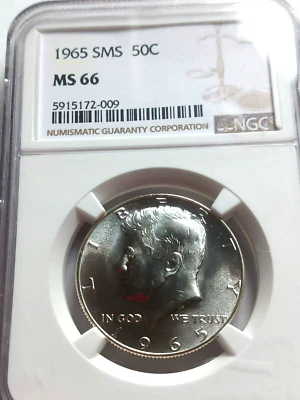 1965 SMS 50C
MS 66
5915172-009
NUMISMATIC GUARANTY CORPORATION
NGC
LIBERTY
IN GOD WE TRUST
1965